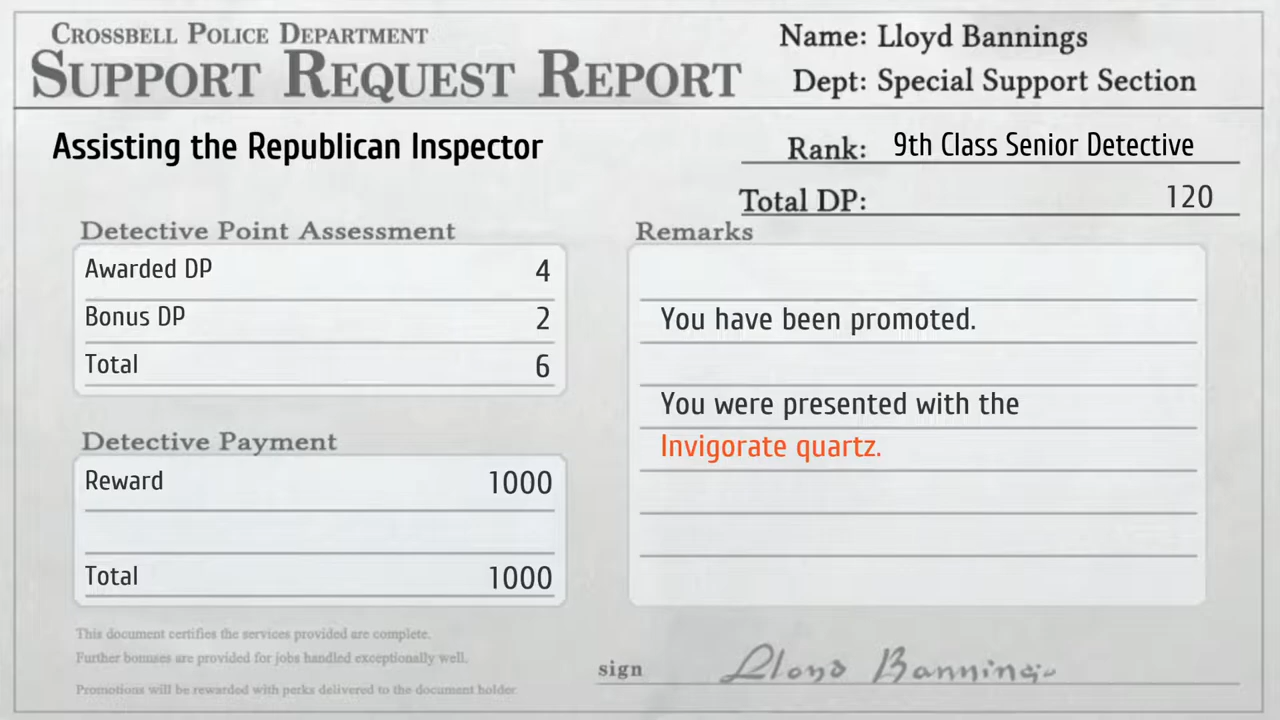 CROSSBELL POLICE DEPARTMENT
SUPPORT REQUEST REPORT
Name: Lloyd Bannings
Dept: Special Support Section
Assisting the Republican Inspector
Rank: 9th Class Senior Detective
Total DP: 120
Detective Point Assessment
Awarded DP 4
Bonus DP 2
Total 6
Remarks
You have been promoted.
You were presented with the
Invigorate quartz.
Detective Payment
Reward 1000
Total 1000
This document certifies the services provided are complete.
Further bonuses are provided for jobs handled exceptionally well.
Promotions will be rewarded with perks delivered to the document holder.
sign Lloyd Bannings